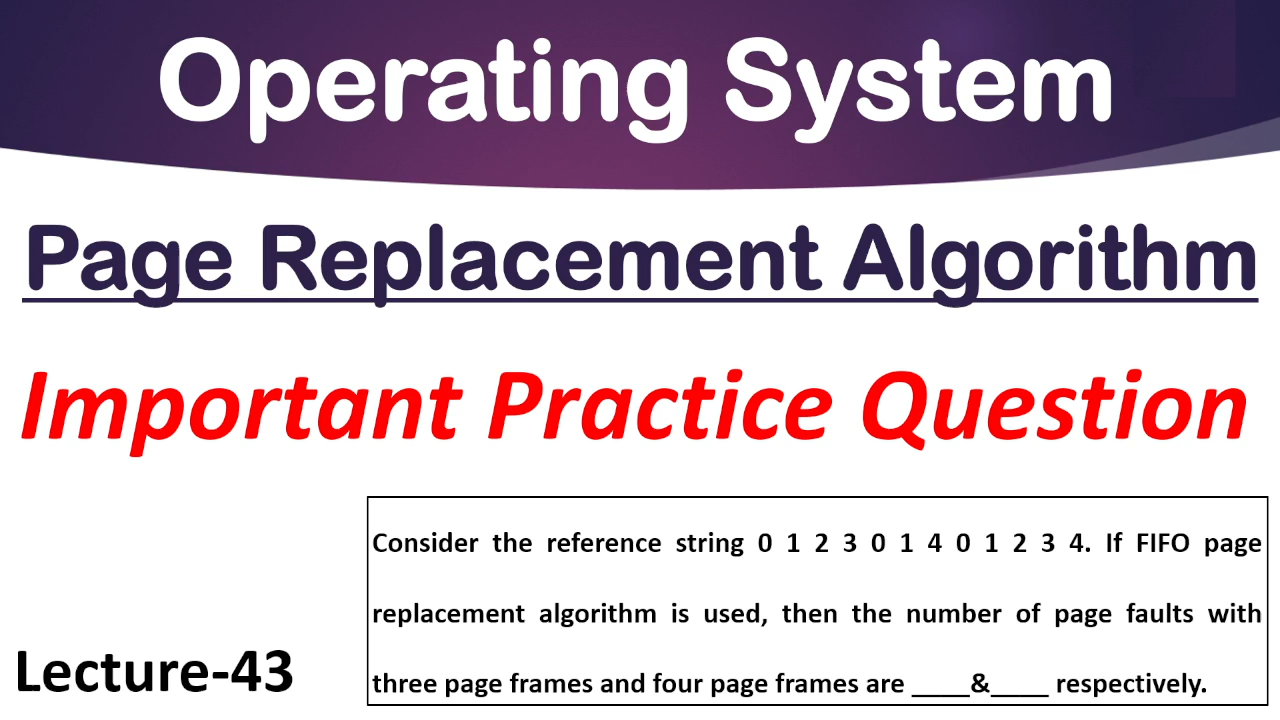 Operating System
Page Replacement Algorithm
Important Practice Question
Consider the reference string 0 1 2 3 0 1 4 0 1 2 3 4. If FIFO page
replacement algorithm is used, then the number of page faults with
three page frames and four page frames are ____&____ respectively.
Lecture-43